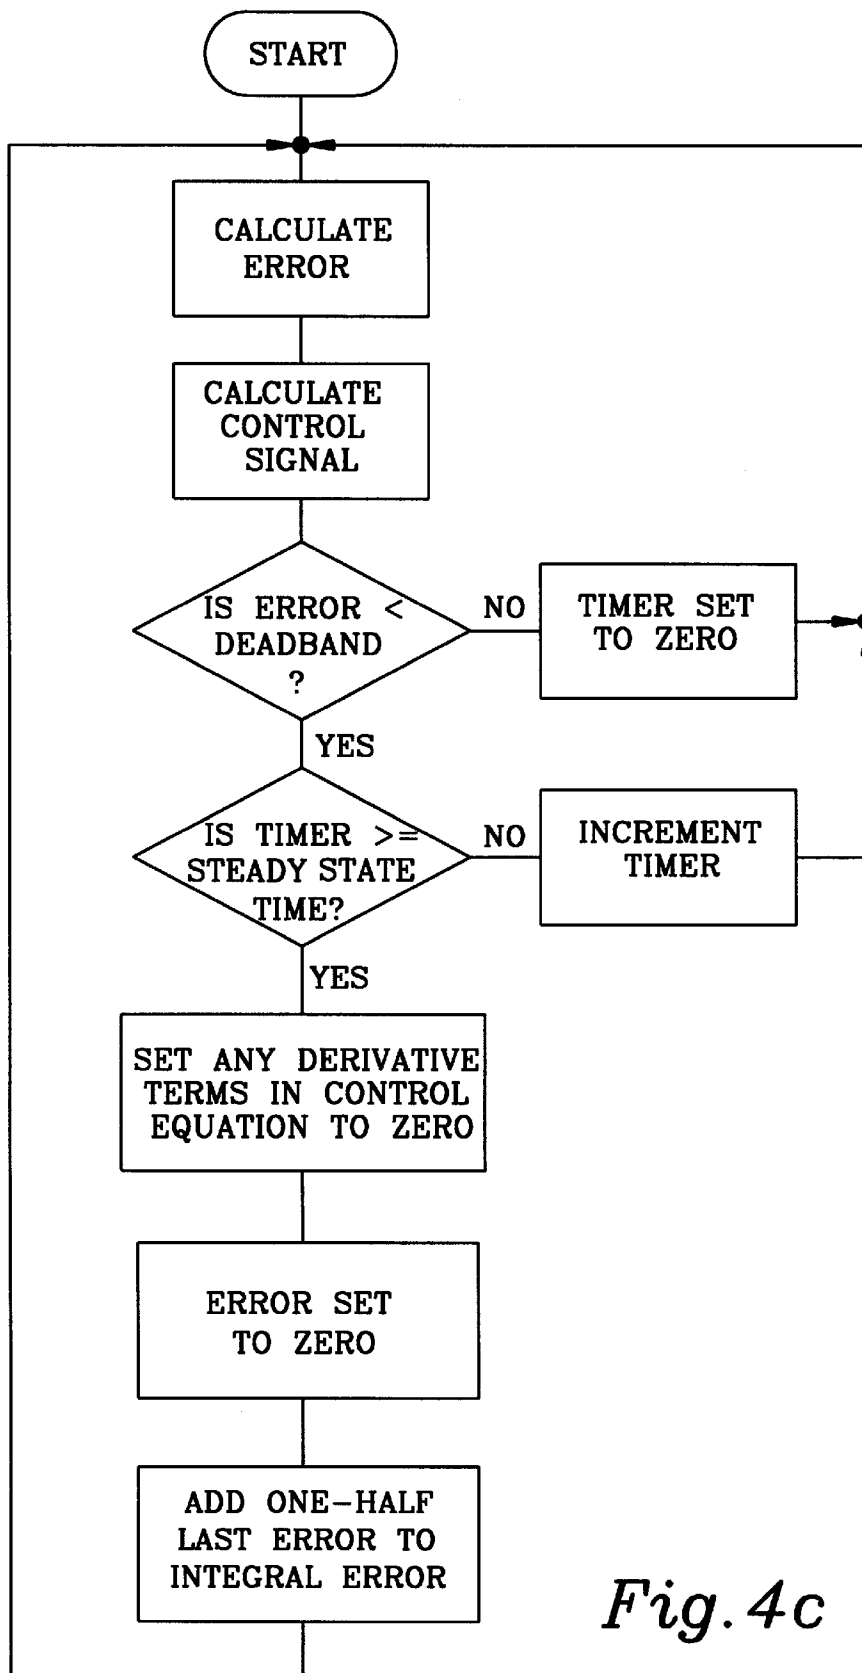 START
CALCULATE
ERROR
CALCULATE
CONTROL
SIGNAL
IS ERROR <
DEADBAND
?
NO
TIMER SET
TO ZERO
YES
IS TIMER >=
STEADY STATE
TIME?
NO
INCREMENT
TIMER
YES
SET ANY DERIVATIVE
TERMS IN CONTROL
EQUATION TO ZERO
ERROR SET
TO ZERO
ADD ONE-HALF
LAST ERROR TO
INTEGRAL ERROR
Fig. 4c